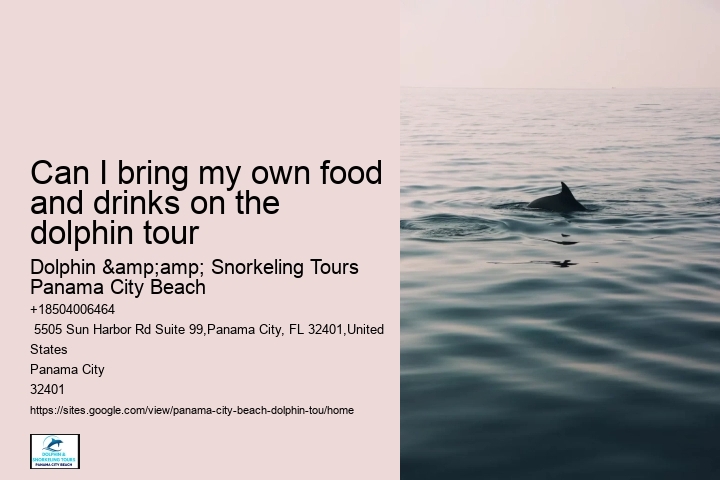 Can I bring my own food
and drinks on the
dolphin tour
Dolphin &amp;amp; Snorkeling Tours
Panama City Beach
+18504006464
5505 Sun Harbor Rd Suite 99,Panama City, FL 32401,United
States
Panama City
32401
https://sites.google.com/view/panama-city-beach-dolphin-tou/home
DOLPHIN &
SNORKELING TOURS
PANAMA CITY BEACH